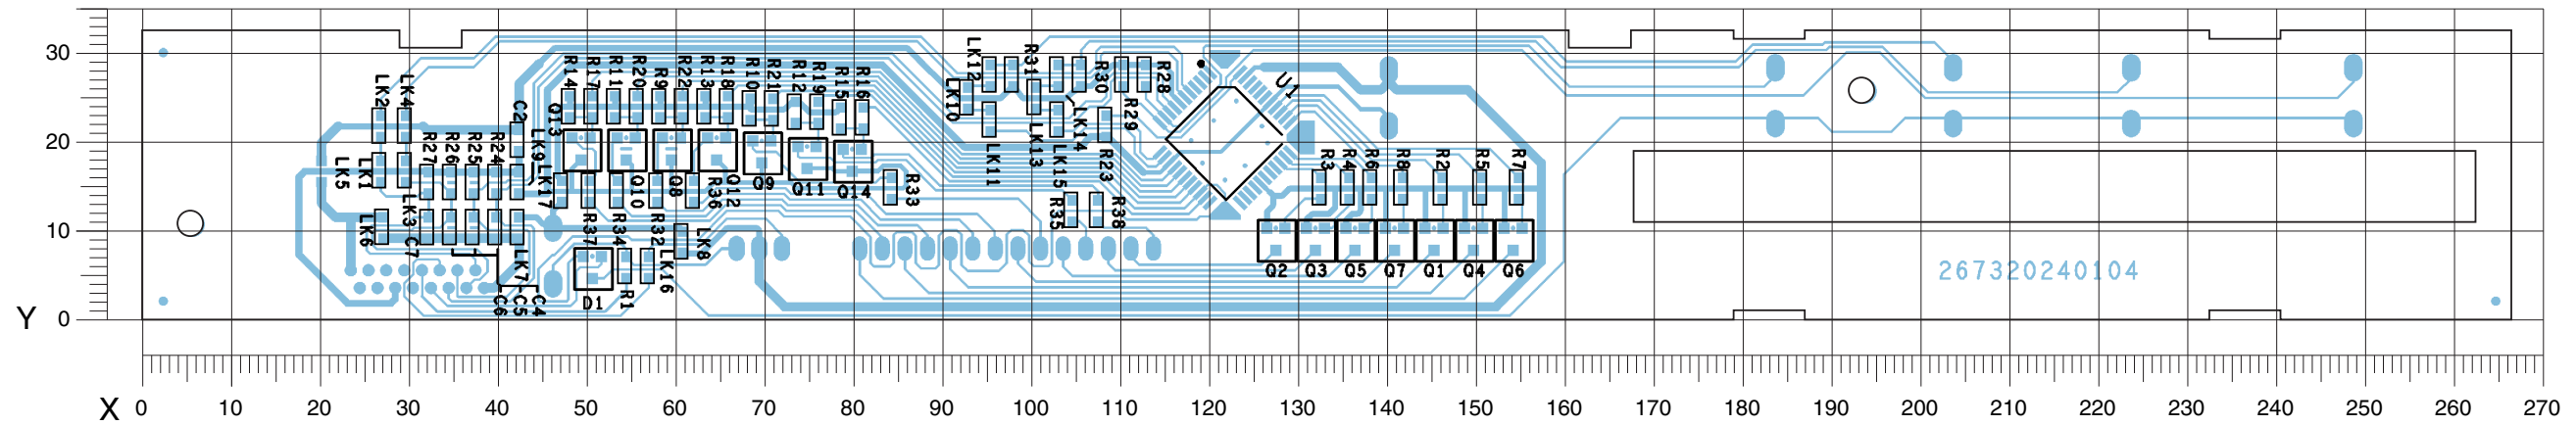 30
20
10
0
Y
X 0 10 20 30 40 50 60 70 80 90 100 110 120 130 140 150 160 170 180 190 200 210 220 230 240 250 260 270
LK2 LK4 C2 Q13 R14 R17 R11 R20 R9 R22 R13 R18 R10 R21 R12 R19 R15 R16
LK12 R31 R30 R28 U1
LK10 LK14 R29
LK5 LK1 R27 R26 R25 R24 LK9 LK17
LK11 LK13 LK15 R23
Q10 Q8 R36 Q12 Q9 Q11 Q14 R33
R3 R4 R6 R8 R2 R5 R7
LK6 LK3 C7 R37 R34 R32 LK16 LK8
R35 R38
LK7 C6 C5 C4 D1 R1
Q2 Q3 Q5 Q7 Q1 Q4 Q6
267320240104